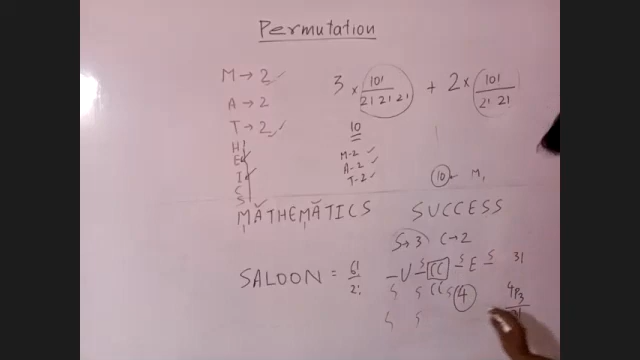 Permutation
M → 2 ✓
A → 2
T → 2 ✓
H
E
I
C
S
3 × 10! / 2! 2! 2! + 2 × 10! / 2! 2!
10
M-2 ✓
A-2 ✓
T-2 ✓
10 M,
MATHEMATICS
SUCCESS
S→3 C→2
SALOON = 6! / 2!
_ U S CC S E S 3!
S S CC S 4
4P3
S S